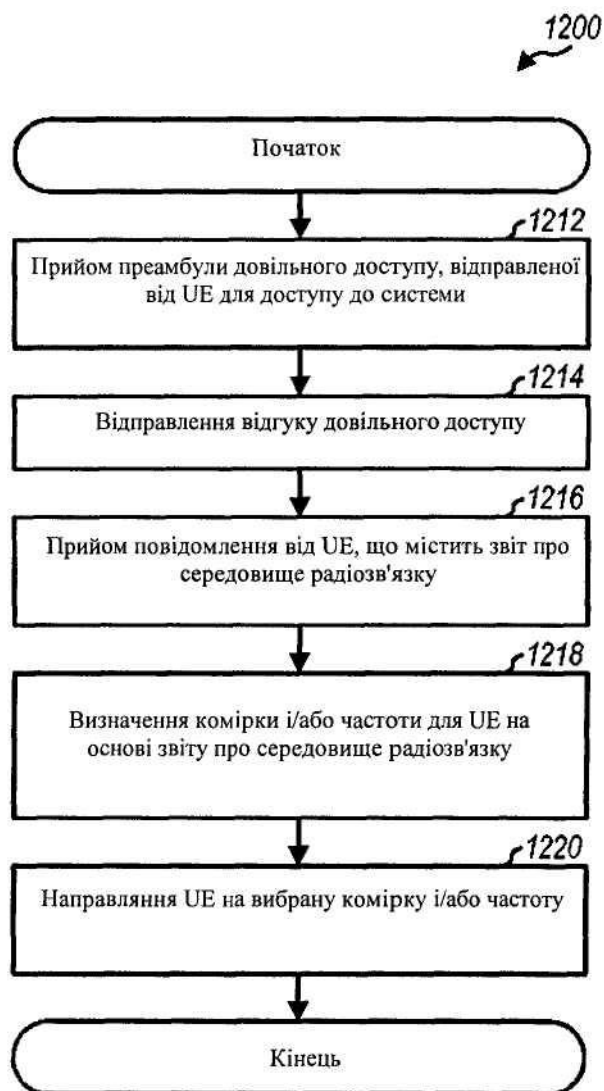 1200
Початок
1212
Прийом преамбули довільного доступу, відправленої
від UE для доступу до системи
1214
Відправлення відгуку довільного доступу
1216
Прийом повідомлення від UE, що містить звіт про
середовище радіозв'язку
1218
Визначення комірки і/або частоти для UE на
основі звіту про середовище радіозв'язку
1220
Направляння UE на вибрану комірку і/або частоту
Кінець